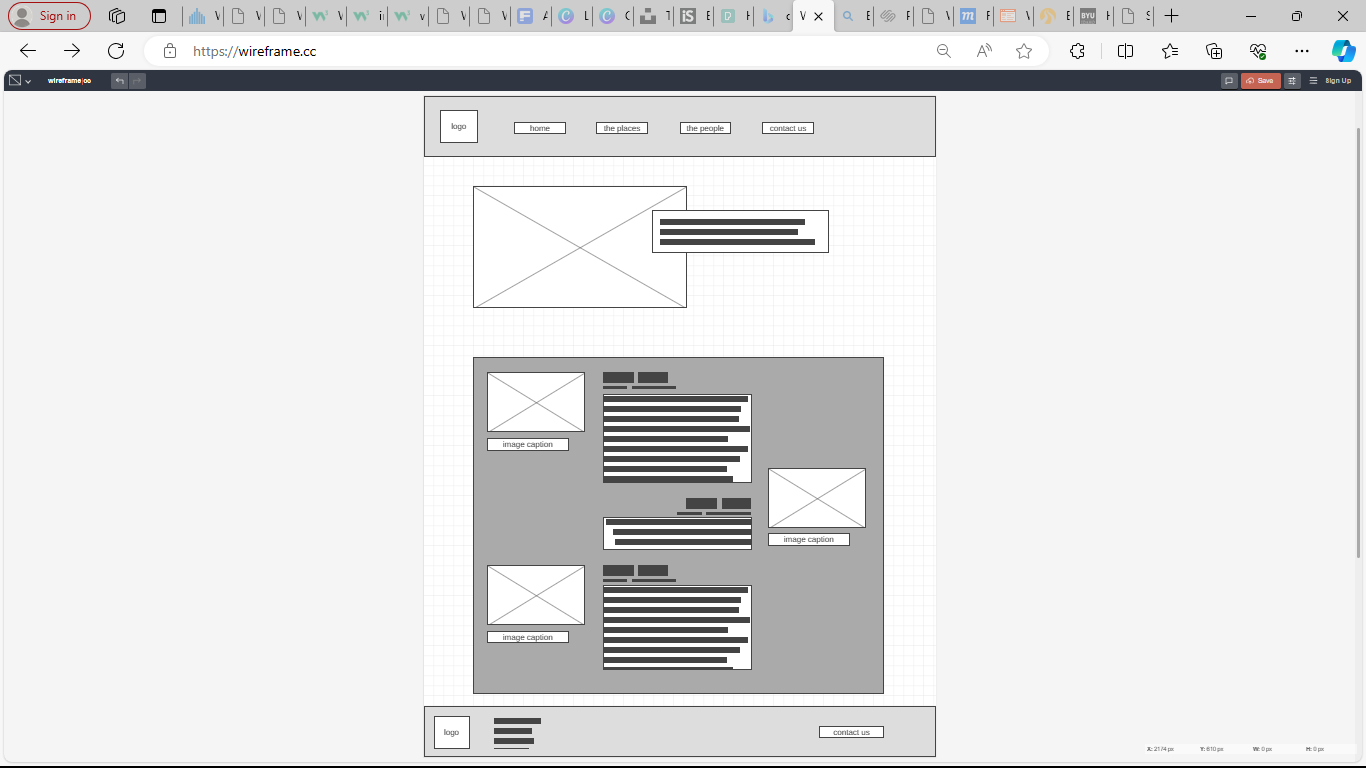 Sign in
https://wireframe.cc
wireframe|cc
Save
Sign Up
logo
home
the places
the people
contact us
image caption
image caption
image caption
logo
contact us
X: 2174 px
Y: 610 px
W: 0 px
H: 0 px